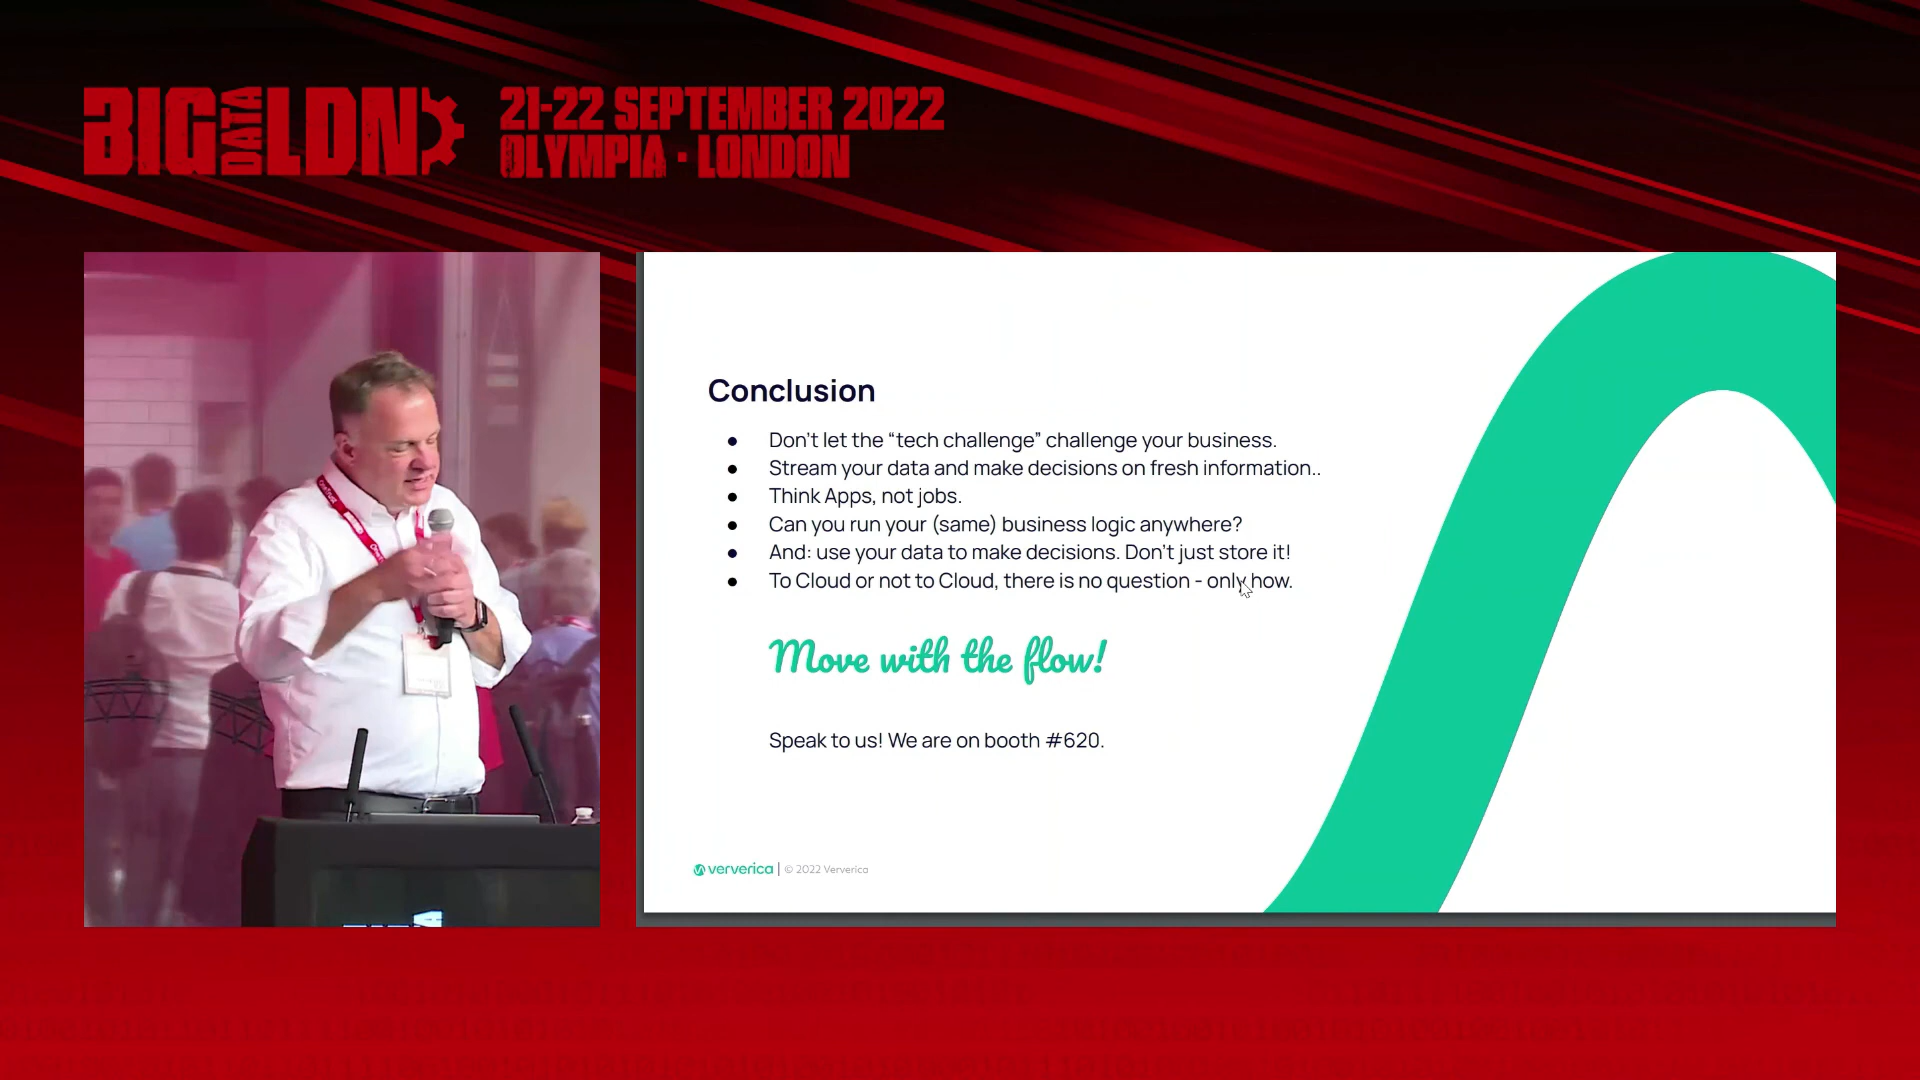 BIG DATA LDN
21-22 SEPTEMBER 2022
OLYMPIA · LONDON
Conclusion
● Don't let the “tech challenge” challenge your business.
● Stream your data and make decisions on fresh information..
● Think Apps, not jobs.
● Can you run your (same) business logic anywhere?
● And: use your data to make decisions. Don't just store it!
● To Cloud or not to Cloud, there is no question - only how.
Move with the flow!
Speak to us! We are on booth #620.
ververica | © 2022 Ververica